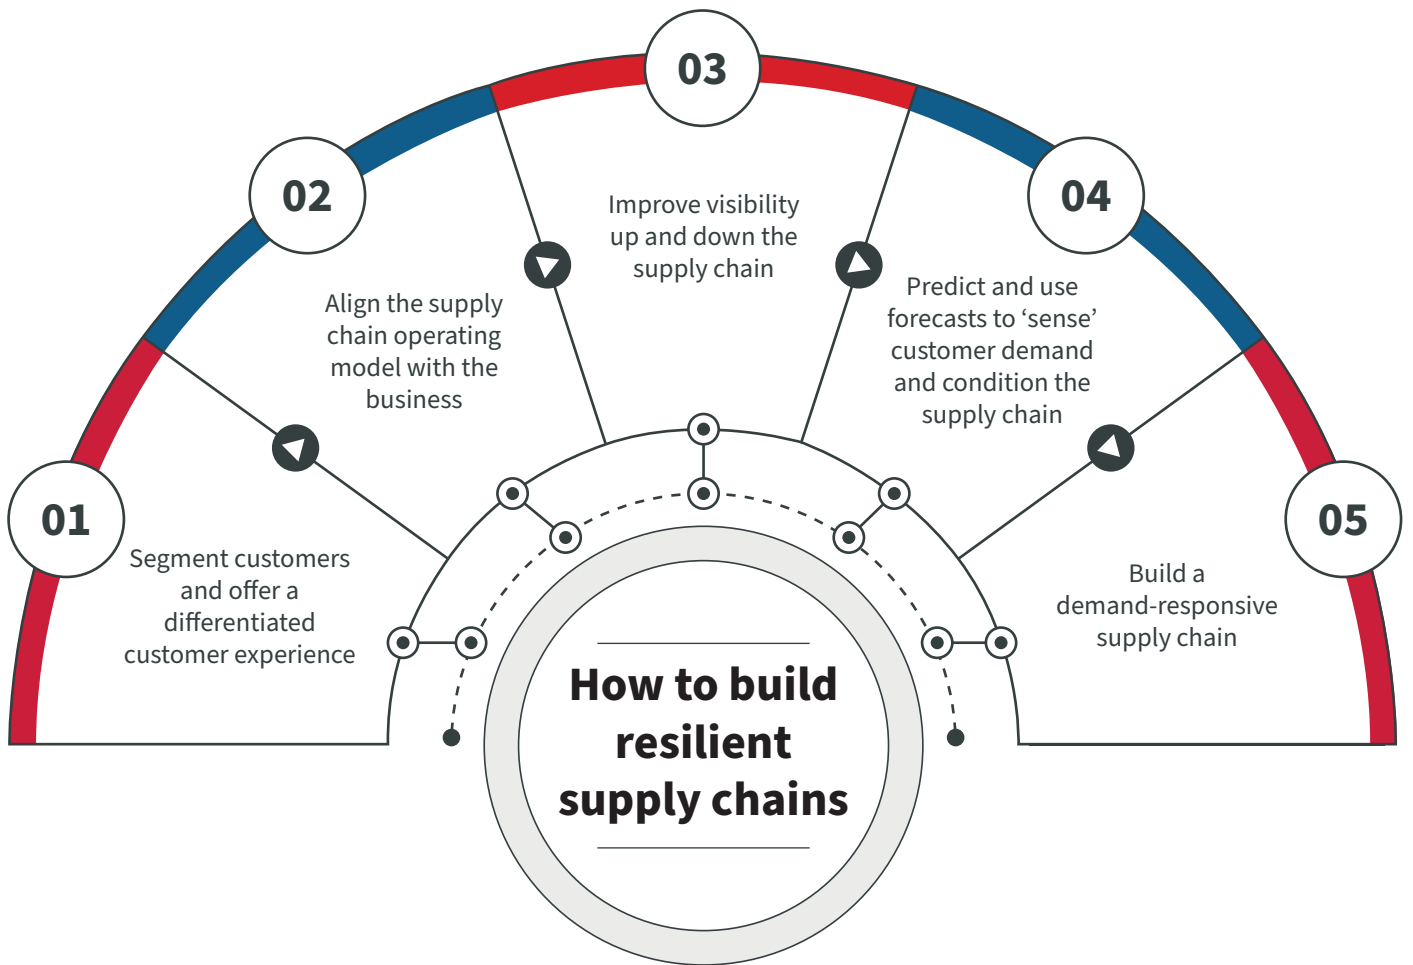 01
Segment customers
and offer a
differentiated
customer experience
02
Align the supply
chain operating
model with the
business
03
Improve visibility
up and down the
supply chain
04
Predict and use
forecasts to ‘sense’
customer demand
and condition the
supply chain
05
Build a
demand-responsive
supply chain
How to build
resilient
supply chains